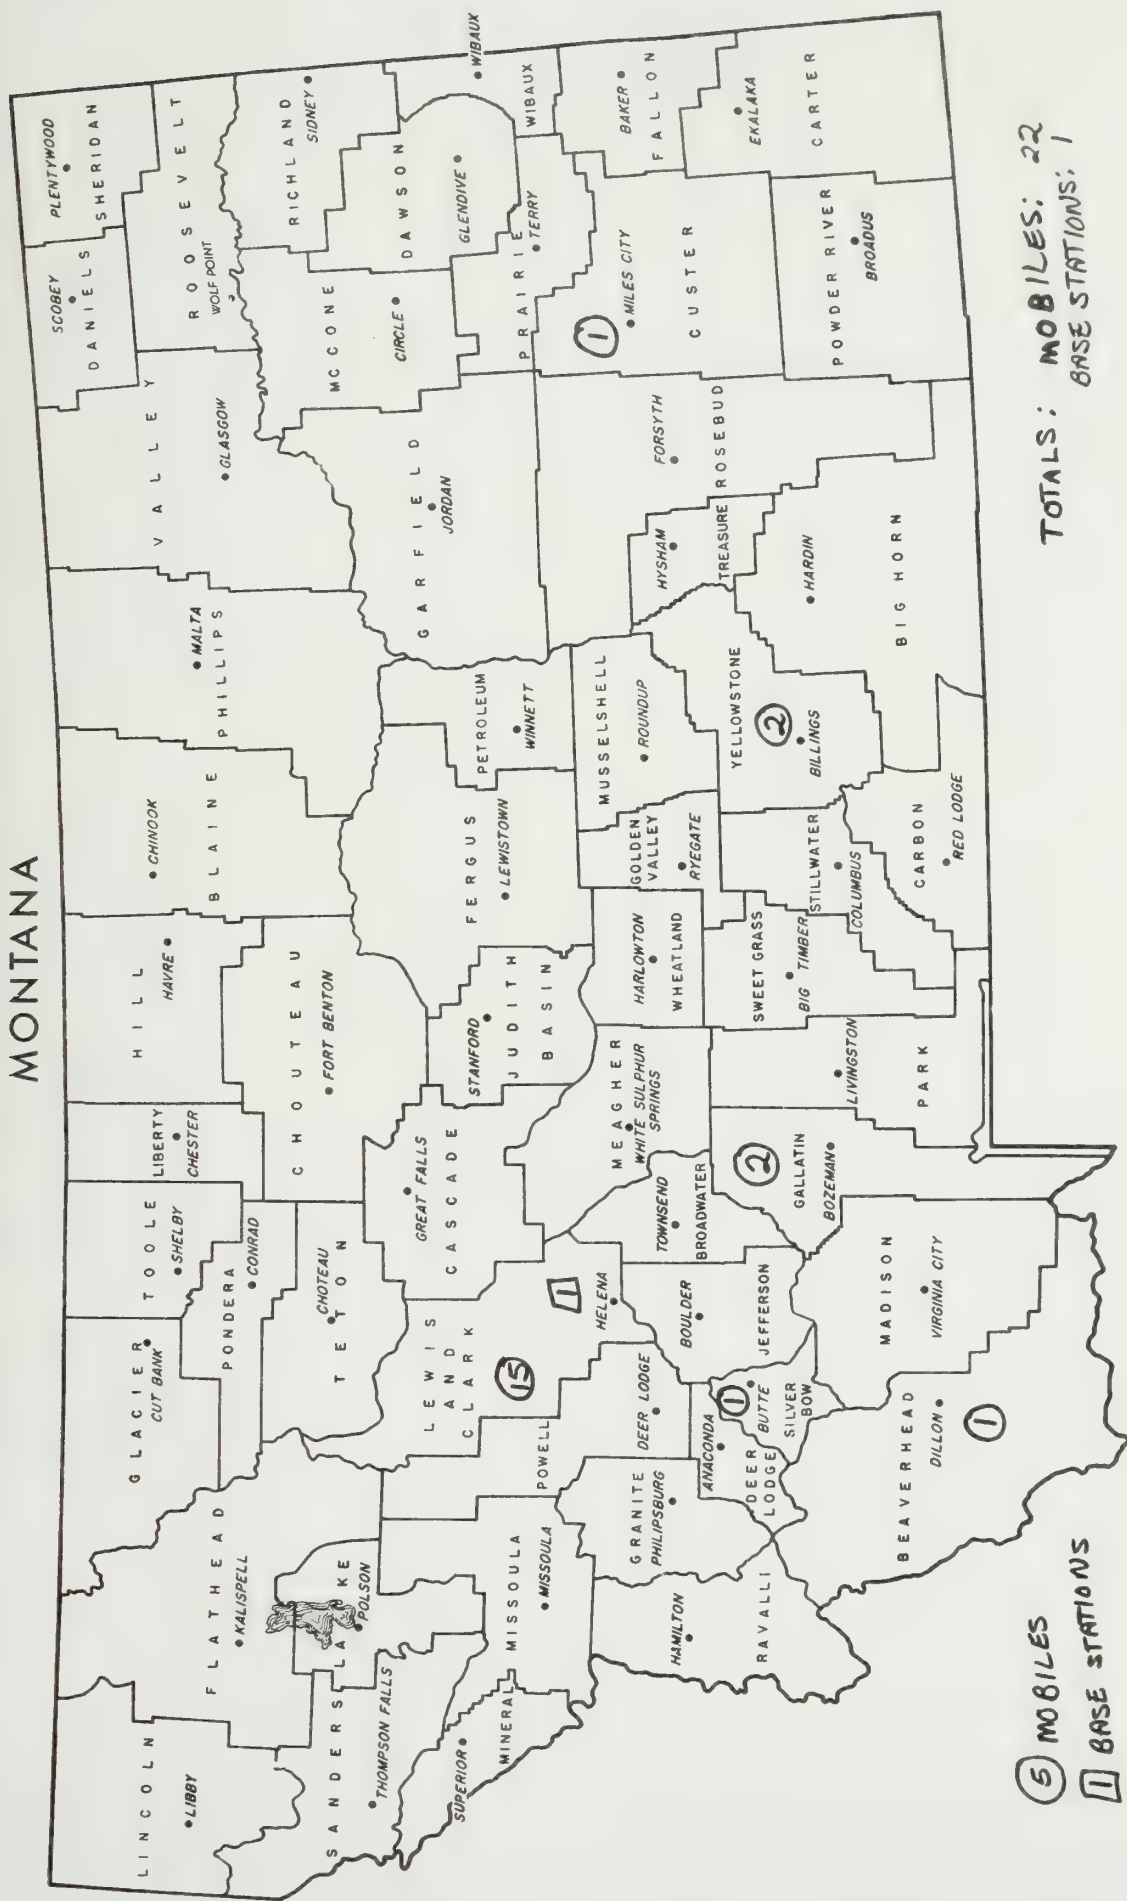 MONTANA
LINCOLN
LIBBY
FLATHEAD
KALISPELL
GLACIER
CUT BANK
TOOLE
SHELBY
LIBERTY
CHESTER
HILL
HAVRE
BLAINE
CHINOOK
PHILLIPS
MALTA
VALLEY
GLASGOW
DANIELS
SCOBEY
SHERIDAN
PLENTYWOOD
ROOSEVELT
WOLF POINT
SANDERS
THOMPSON FALLS
LAKE
POLSON
PONDERA
CONRAD
TETON
CHOTEAU
CHOUTEAU
FORT BENTON
RICHLAND
SIDNEY
MCCONE
CIRCLE
DAWSON
GLENDIVE
WIBAUX
WIBAUX
MINERAL
SUPERIOR
MISSOULA
MISSOULA
POWELL
DEER LODGE
LEWIS
AND
CLARK
15
1
HELENA
CASCADE
GREAT FALLS
JUDITH
BASIN
STANFORD
FERGUS
LEWISTOWN
PETROLEUM
WINNETT
GARFIELD
JORDAN
PRAIRIE
TERRY
RAVALLI
HAMILTON
GRANITE
PHILIPSBURG
DEER
LODGE
ANACONDA
1
BUTTE
SILVER
BOW
JEFFERSON
BOULDER
BROADWATER
TOWNSEND
MEAGHER
WHITE SULPHUR
SPRINGS
WHEATLAND
HARLOWTON
GOLDEN
VALLEY
RYEGATE
MUSSELSHELL
ROUNDUP
TREASURE
HYSHAM
ROSEBUD
FORSYTH
1
CUSTER
MILES CITY
FALLON
BAKER
BEAVERHEAD
DILLON
1
MADISON
VIRGINIA CITY
2
GALLATIN
BOZEMAN
PARK
LIVINGSTON
SWEET GRASS
BIG TIMBER
STILLWATER
COLUMBUS
CARBON
RED LODGE
YELLOWSTONE
2
BILLINGS
BIG HORN
HARDIN
POWDER RIVER
BROADUS
CARTER
EKALAKA
5 MOBILES
1 BASE STATIONS
TOTALS: MOBILES: 22
BASE STATIONS: 1